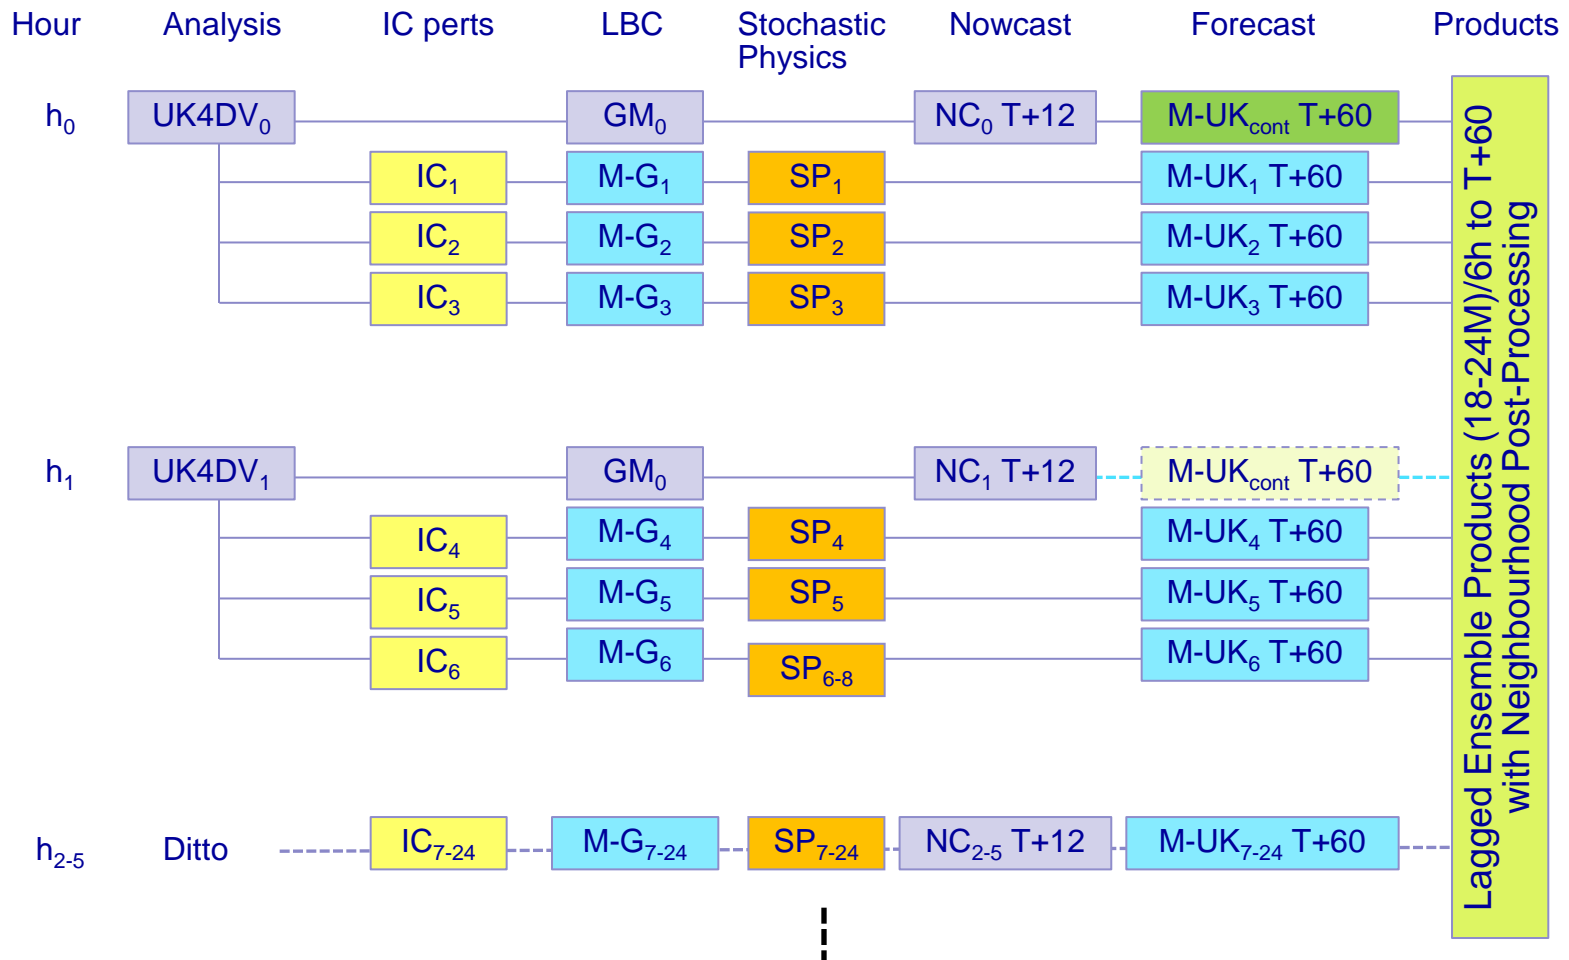 Hour Analysis IC perts LBC Stochastic Physics Nowcast Forecast Products
h0 UK4DV0 GM0 NC0 T+12 M-UKcont T+60
IC1 M-G1 SP1 M-UK1 T+60
IC2 M-G2 SP2 M-UK2 T+60
IC3 M-G3 SP3 M-UK3 T+60
h1 UK4DV1 GM0 NC1 T+12 M-UKcont T+60
IC4 M-G4 SP4 M-UK4 T+60
IC5 M-G5 SP5 M-UK5 T+60
IC6 M-G6 SP6-8 M-UK6 T+60
h2-5 Ditto IC7-24 M-G7-24 SP7-24 NC2-5 T+12 M-UK7-24 T+60
Lagged Ensemble Products (18-24M)/6h to T+60
with Neighbourhood Post-Processing